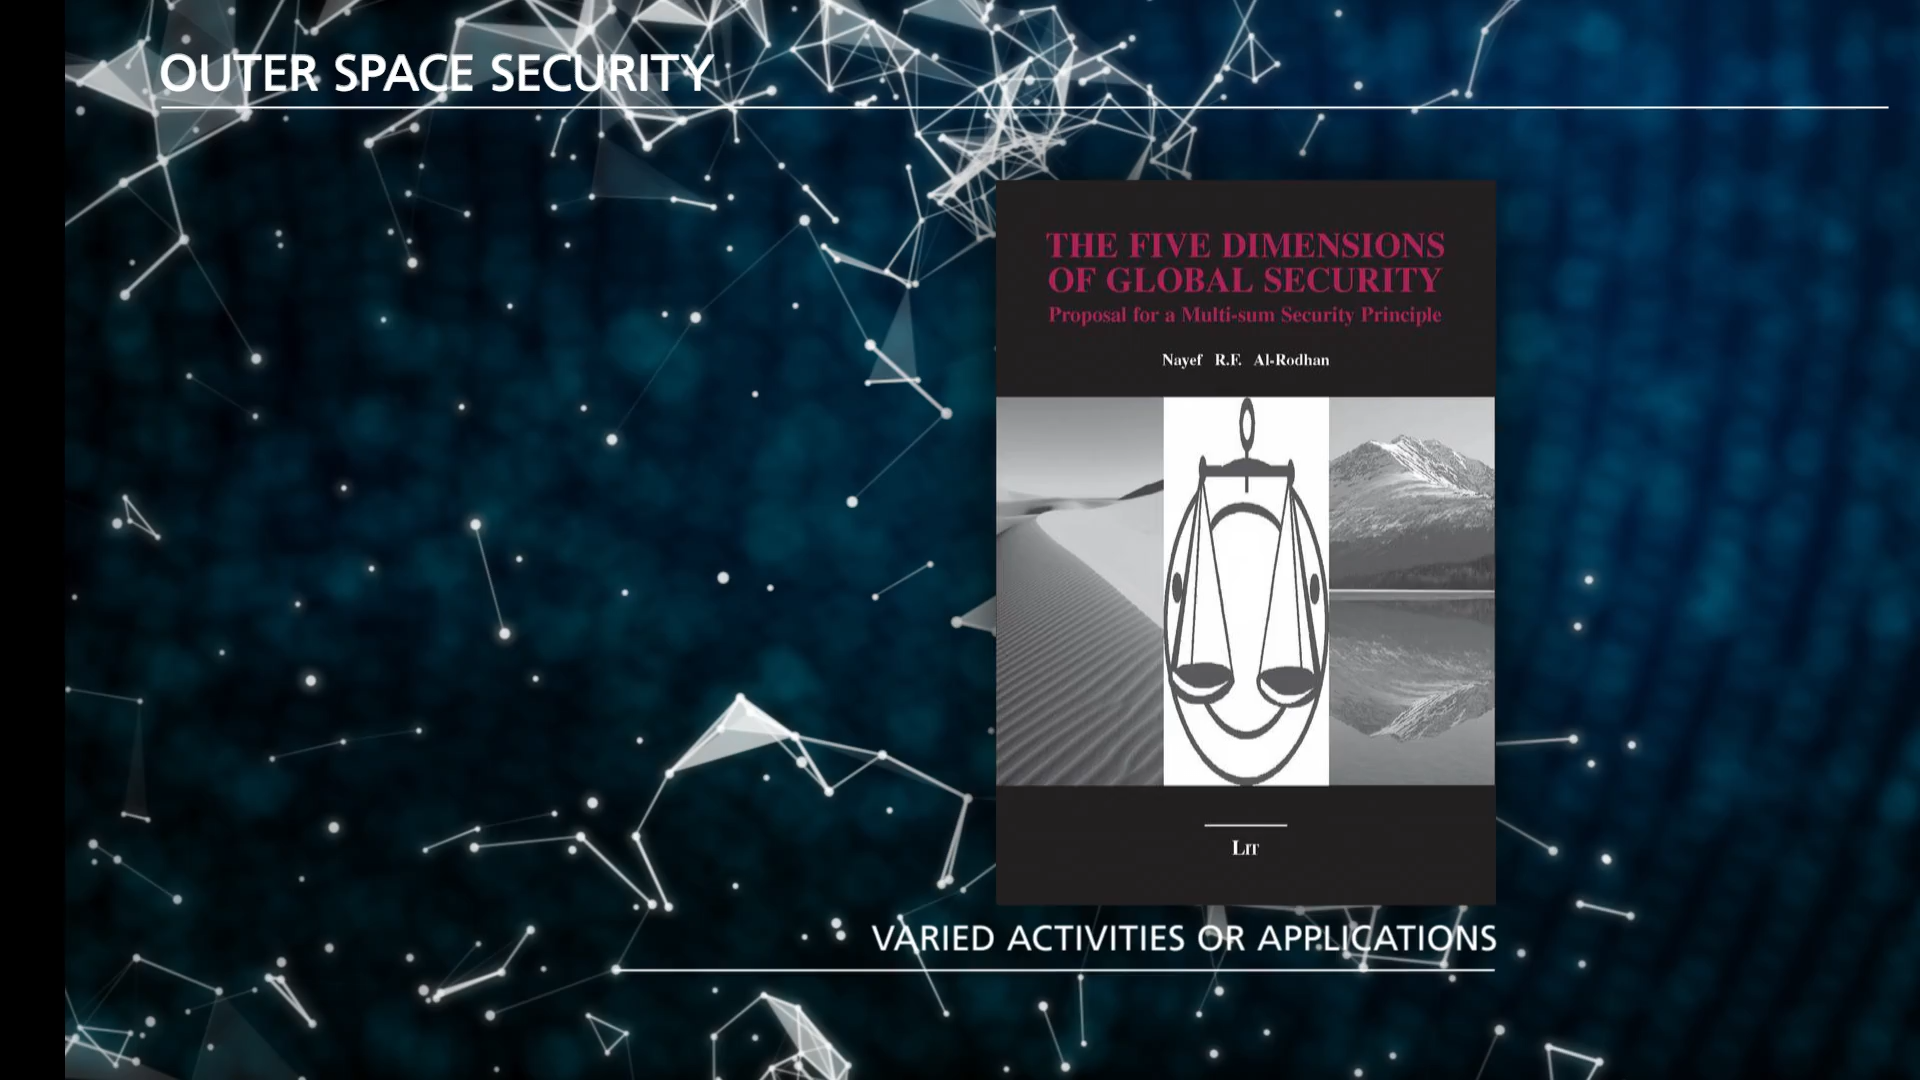 OUTER SPACE SECURITY
THE FIVE DIMENSIONS
OF GLOBAL SECURITY
Proposal for a Multi-sum Security Principle
Nayef R.F. Al-Rodhan
LIT
VARIED ACTIVITIES OR APPLICATIONS